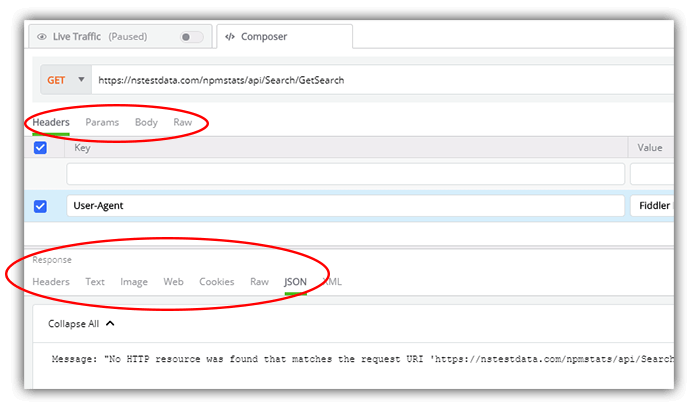 Live Traffic (Paused)
</> Composer
GET https://nstestdata.com/npmstats/api/Search/GetSearch
Headers Params Body Raw
Key Value
User-Agent Fiddler
Response
Headers Text Image Web Cookies Raw JSON XML
Collapse All
Message: "No HTTP resource was found that matches the request URI 'https://nstestdata.com/npmstats/api/Search